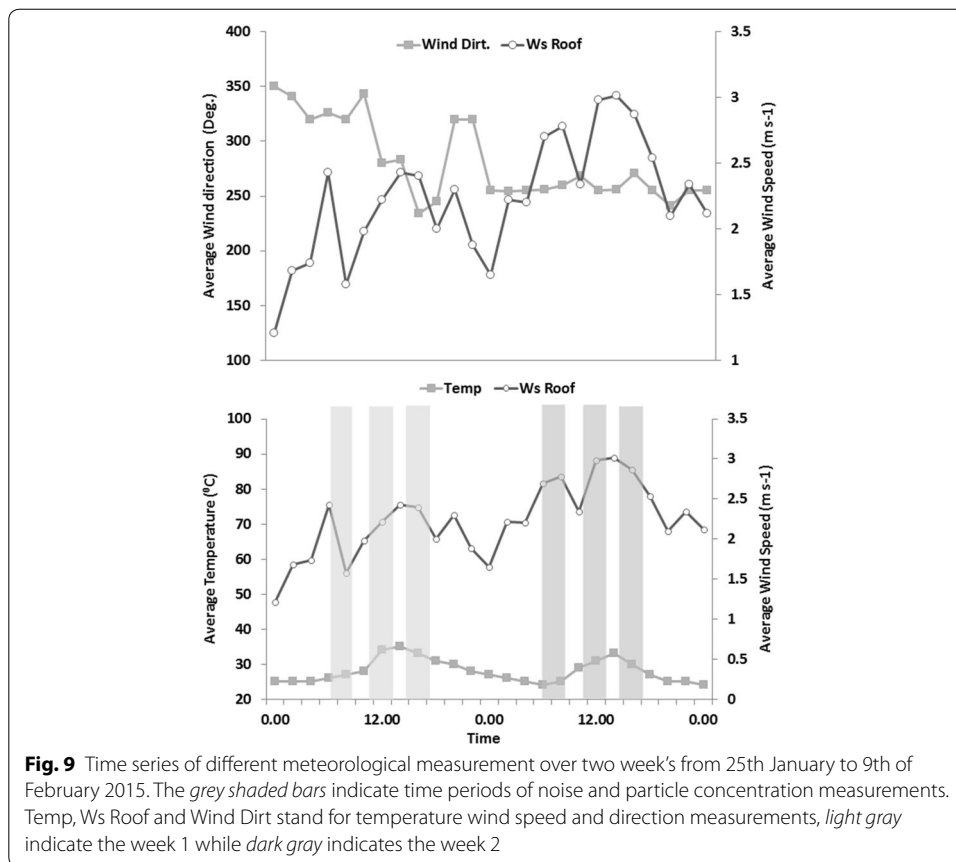 Wind Dirt. Ws Roof
400
350
300
250
200
150
100
Average Wind direction (Deg.)
3.5
3
2.5
2
1.5
1
Average Wind Speed (m s-1)
Temp Ws Roof
100
90
80
70
60
50
40
30
20
Average Temperature (⁰C)
3.5
3
2.5
2
1.5
1
0.5
0
Average Wind Speed (m s-1)
0.00 12.00 0.00 12.00 0.00
Time
Fig. 9 Time series of different meteorological measurement over two week's from 25th January to 9th of
February 2015. The grey shaded bars indicate time periods of noise and particle concentration measurements.
Temp, Ws Roof and Wind Dirt stand for temperature wind speed and direction measurements, light gray
indicate the week 1 while dark gray indicates the week 2